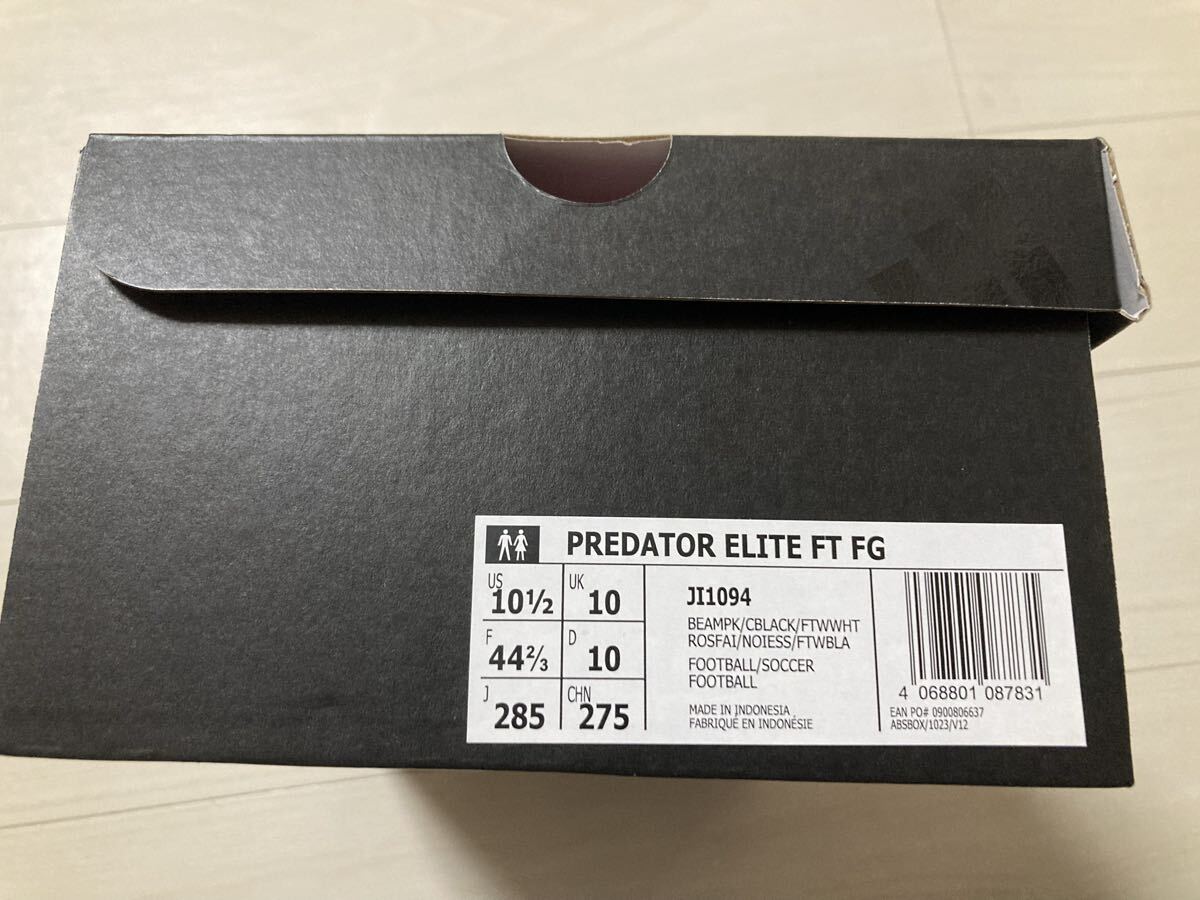 PREDATOR ELITE FT FG
US 10½ UK 10
F 44⅔ D 10
J 285 CHN 275
JI1094
BEAMPK/CBLACK/FTWWHT
ROSFAI/NOIESS/FTWBLA
FOOTBALL/SOCCER
FOOTBALL
MADE IN INDONESIA
FABRIQUÉ EN INDONÉSIE
4 068801 087831
EAN PO# 0900806637
ABSBOX/1023/V12